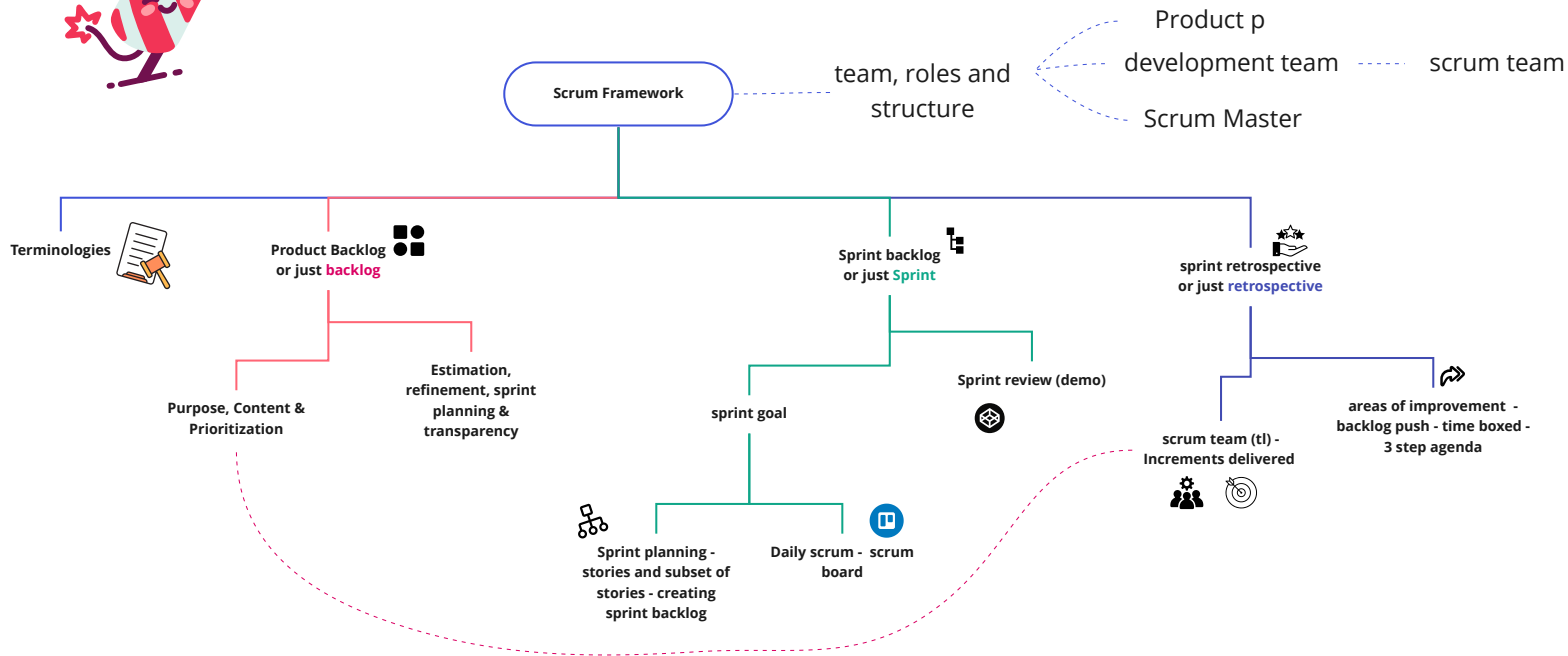 Product p
development team
scrum team
Scrum Master
team, roles and
structure
Scrum Framework
Terminologies
Product Backlog
or just backlog
Sprint backlog
or just Sprint
sprint retrospective
or just retrospective
Purpose, Content &
Prioritization
Estimation,
refinement, sprint
planning &
transparency
sprint goal
Sprint review (demo)
scrum team (tl) -
Increments delivered
areas of improvement -
backlog push - time boxed -
3 step agenda
Sprint planning -
stories and subset of
stories - creating
sprint backlog
Daily scrum - scrum
board